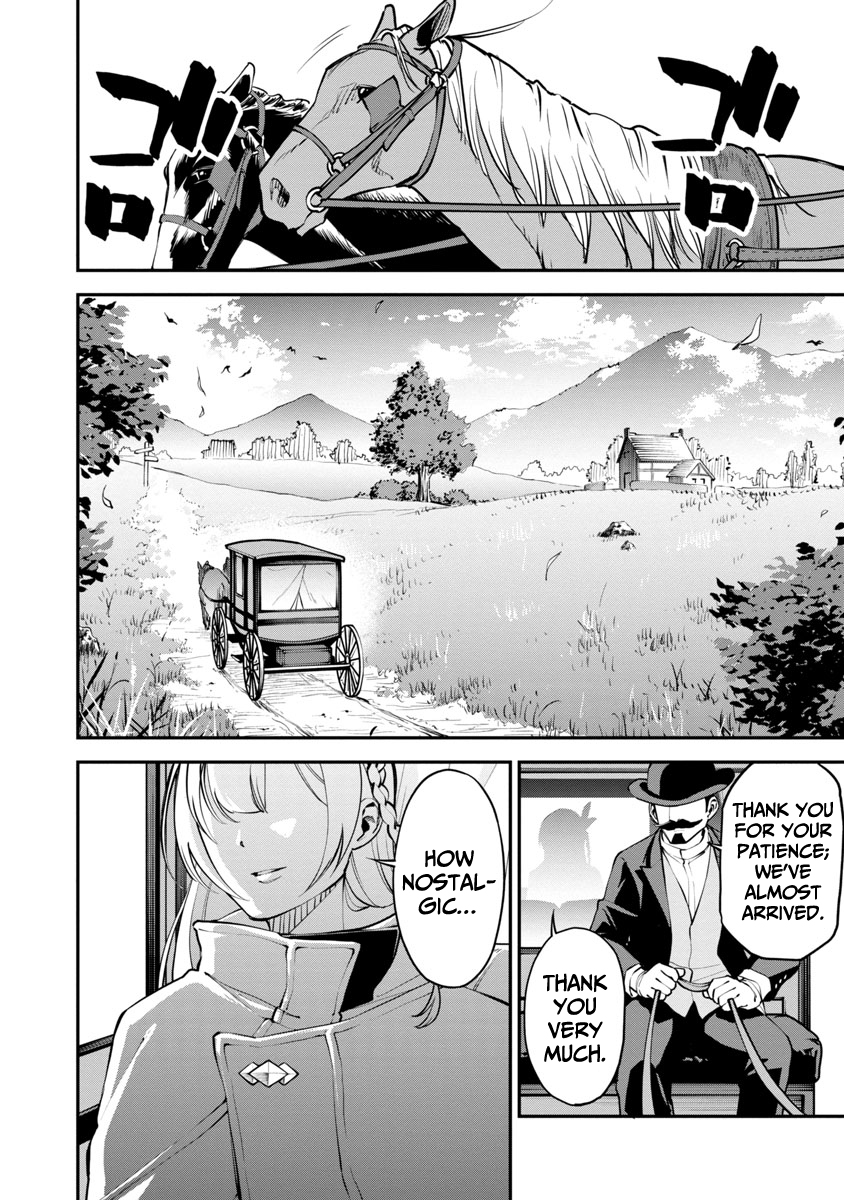 ゴロ
ゴロ
THANK YOU
FOR YOUR
PATIENCE;
WE'VE
ALMOST
ARRIVED.
THANK
YOU
VERY
MUCH.
HOW
NOSTAL-
GIC...